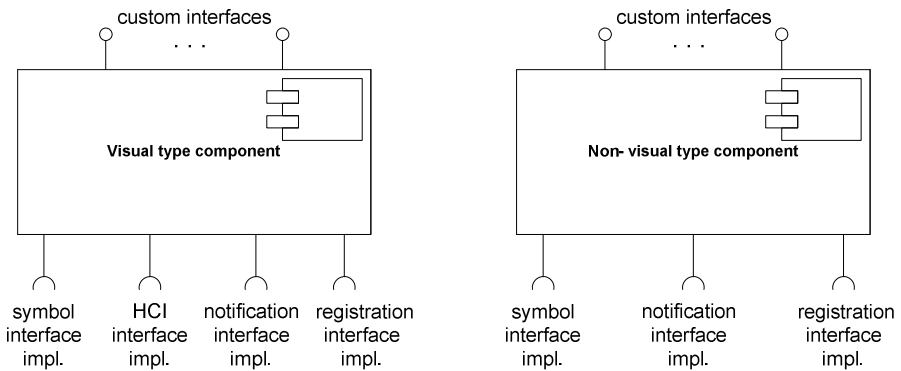 custom interfaces
. . .
Visual type component
symbol
interface
impl.
HCI
interface
impl.
notification
interface
impl.
registration
interface
impl.
custom interfaces
. . .
Non- visual type component
symbol
interface
impl.
notification
interface
impl.
registration
interface
impl.